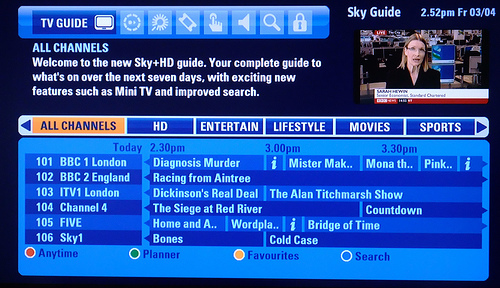 TV GUIDE
Sky Guide 2.52pm Fri 03/04
ALL CHANNELS
Welcome to the new Sky+HD guide. Your complete guide to
what's on over the next seven days, with exciting new
features such as Mini TV and improved search.
LIVE
SARAH HEWIN
Senior Economist, Standard Chartered
BBC NEWS
ALL CHANNELS HD ENTERTAIN LIFESTYLE MOVIES SPORTS
Today 2.30pm 3.00pm 3.30pm
101 BBC 1 London Diagnosis Murder i Mister Mak.. Mona th.. Pink.. i
102 BBC 2 England Racing from Aintree
103 ITV1 London Dickinson's Real Deal The Alan Titchmarsh Show
104 Channel 4 The Siege at Red River Countdown
105 FIVE Home and A.. Wordpla.. i Bridge of Time
106 Sky1 Bones Cold Case
Anytime Planner Favourites Search